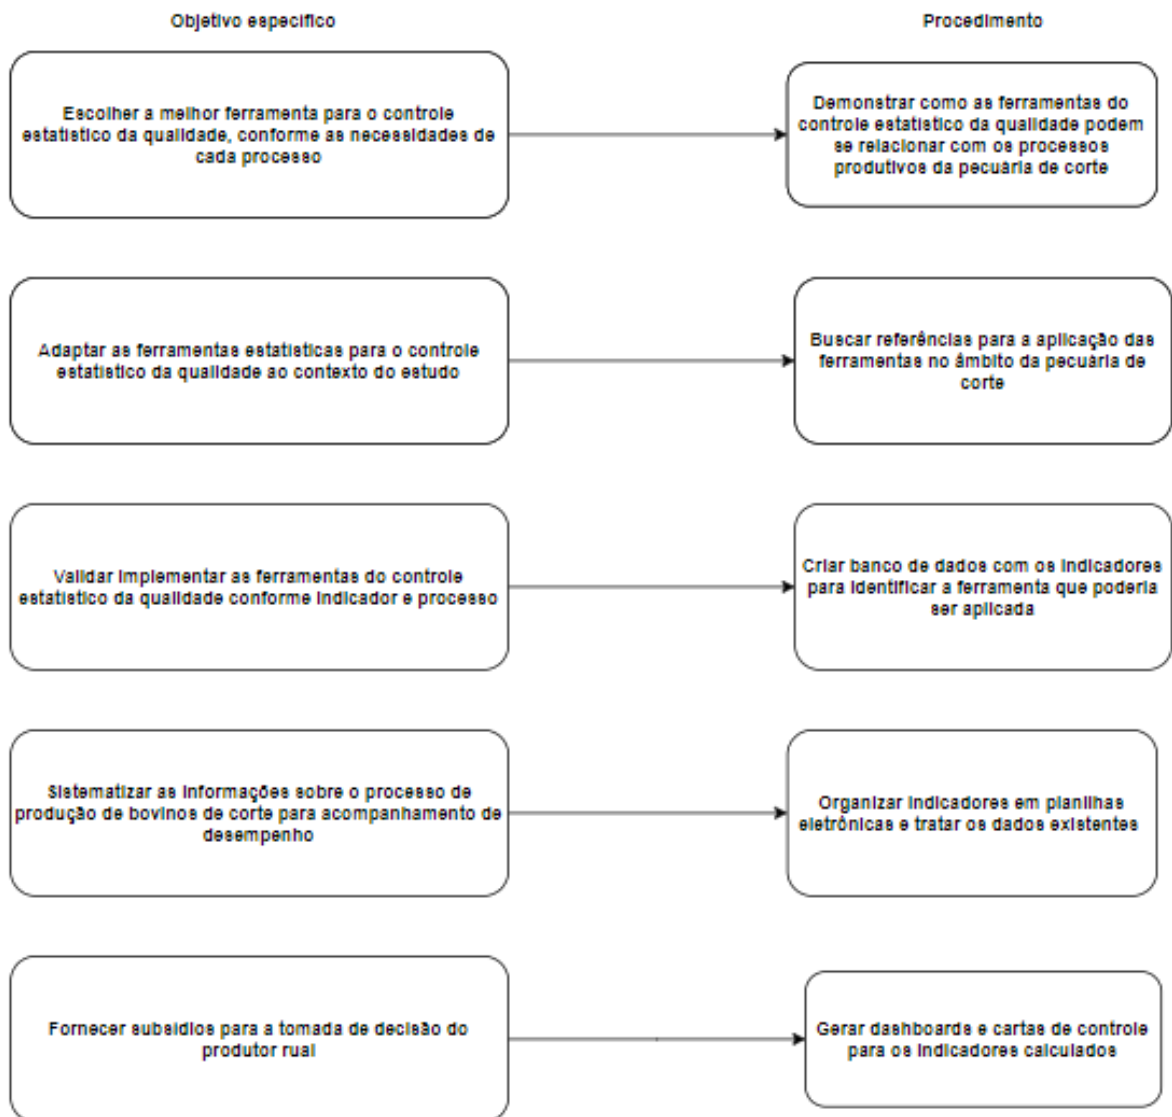 Objetivo especifico
Procedimento
Escolher a melhor ferramenta para o controle
estatístico da qualidade, conforme as necessidades de
cada processo
Demonstrar como as ferramentas do
controle estatístico da qualidade podem
se relacionar com os processos
produtivos da pecuária de corte
Adaptar as ferramentas estatísticas para o controle
estatístico da qualidade ao contexto do estudo
Buscar referências para a aplicação das
ferramentas no âmbito da pecuária de
corte
Validar implementar as ferramentas do controle
estatístico da qualidade conforme indicador e processo
Criar banco de dados com os indicadores
para identificar a ferramenta que poderia
ser aplicada
Sistematizar as informações sobre o processo de
produção de bovinos de corte para acompanhamento de
desempenho
Organizar indicadores em planilhas
eletrônicas e tratar os dados existentes
Fornecer subsídios para a tomada de decisão do
produtor rual
Gerar dashboards e cartas de controle
para os indicadores calculados